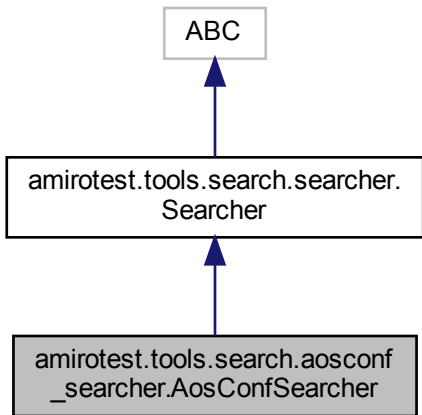 ABC
amirotest.tools.search.searcher.
Searcher
amirotest.tools.search.aosconf
_searcher.AosConfSearcher